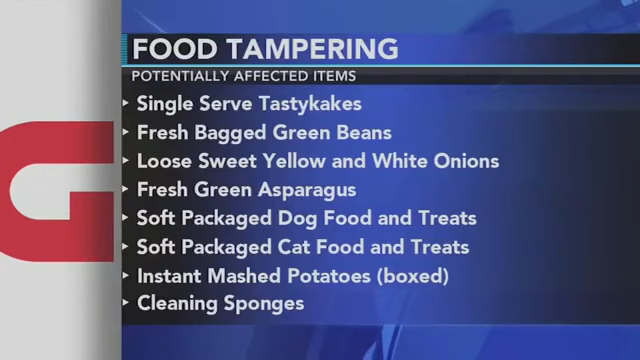 FOOD TAMPERING
POTENTIALLY AFFECTED ITEMS
‣ Single Serve Tastykakes
‣ Fresh Bagged Green Beans
‣ Loose Sweet Yellow and White Onions
‣ Fresh Green Asparagus
‣ Soft Packaged Dog Food and Treats
‣ Soft Packaged Cat Food and Treats
‣ Instant Mashed Potatoes (boxed)
‣ Cleaning Sponges
G